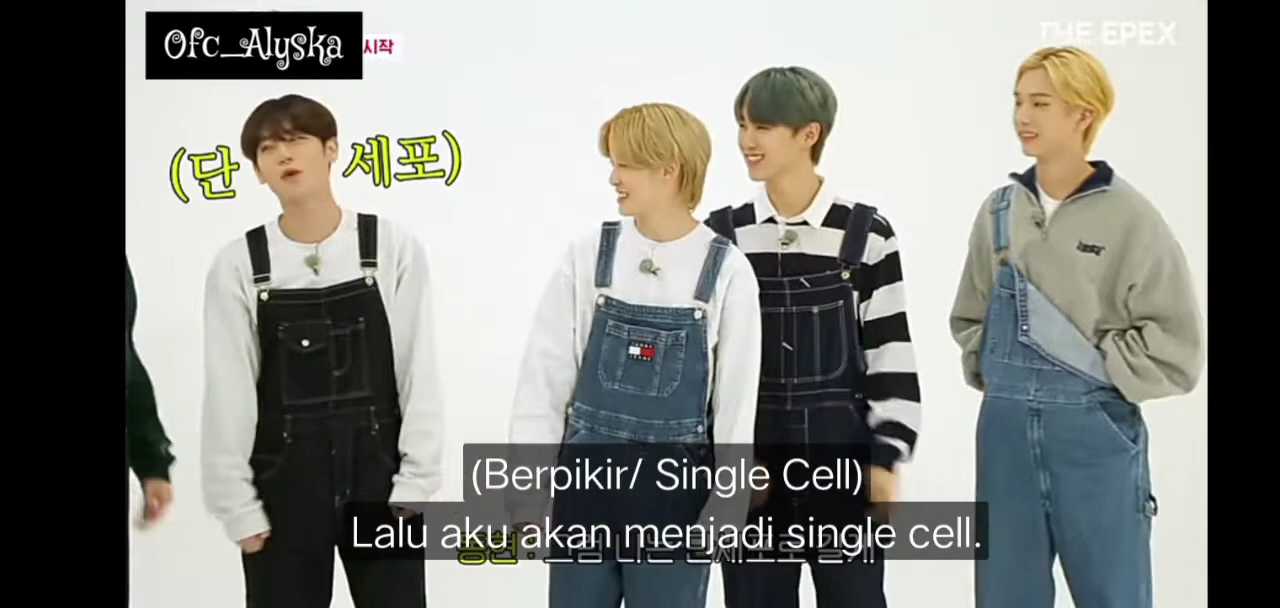 Ofc_Alyska
시작
THE EPEX
(단 세포)
(Berpikir/ Single Cell)
Lalu aku akan menjadi single cell.